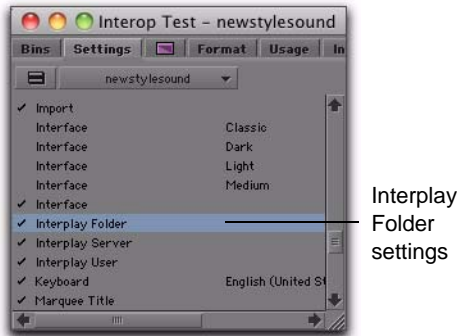 Interop Test – newstylesound
Bins Settings Format Usage In
newstylesound
✓ Import
Interface Classic
Interface Dark
Interface Light
Interface Medium
✓ Interface
✓ Interplay Folder
✓ Interplay Server
✓ Interplay User
✓ Keyboard English (United St
✓ Marquee Title
Interplay
Folder
settings